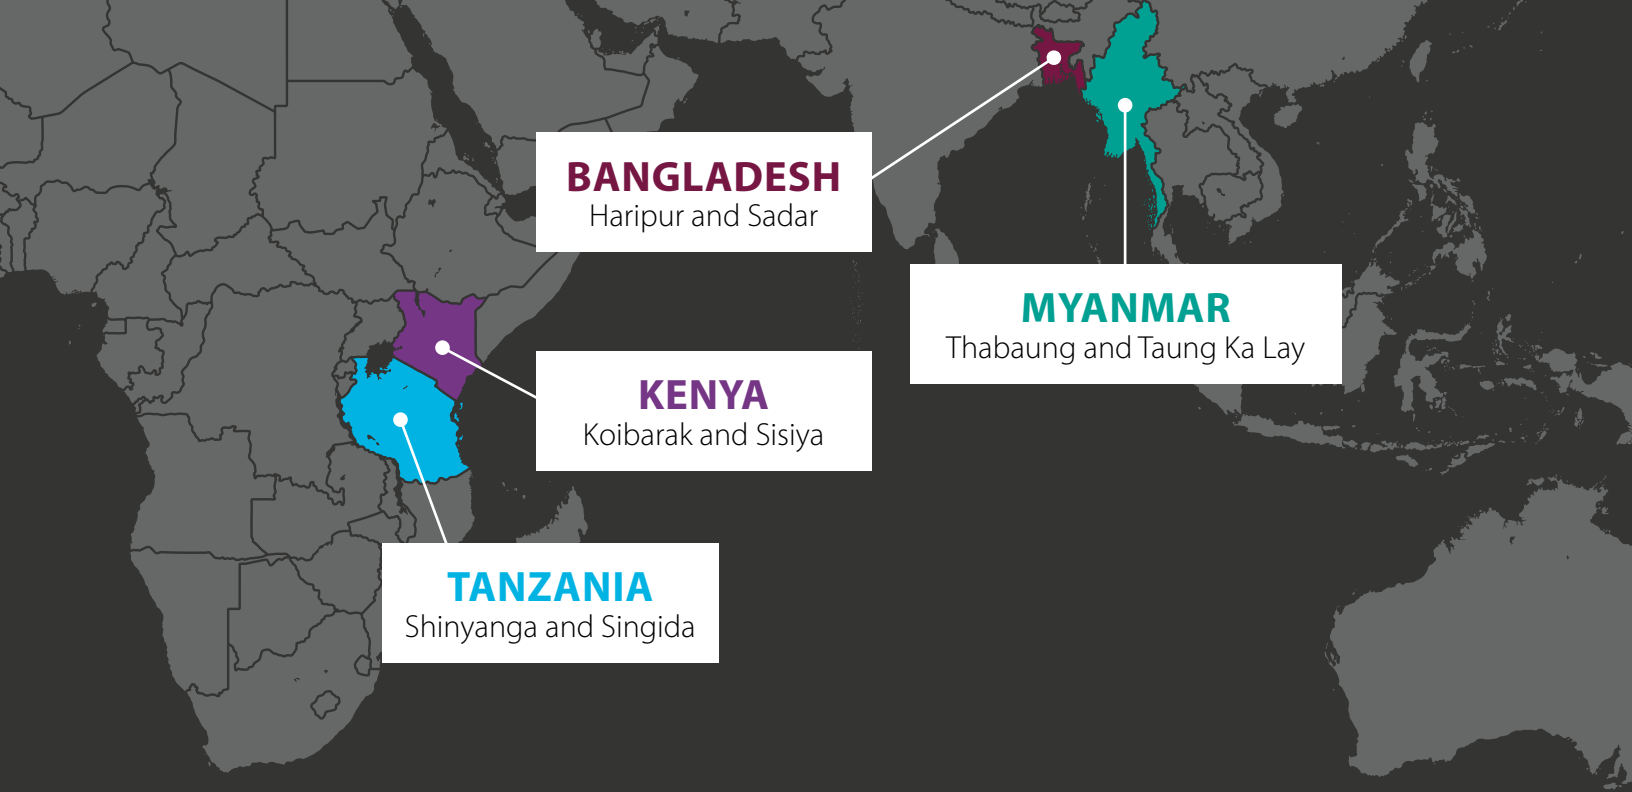 BANGLADESH
Haripur and Sadar
MYANMAR
Thabaung and Taung Ka Lay
KENYA
Koibarak and Sisiya
TANZANIA
Shinyanga and Singida